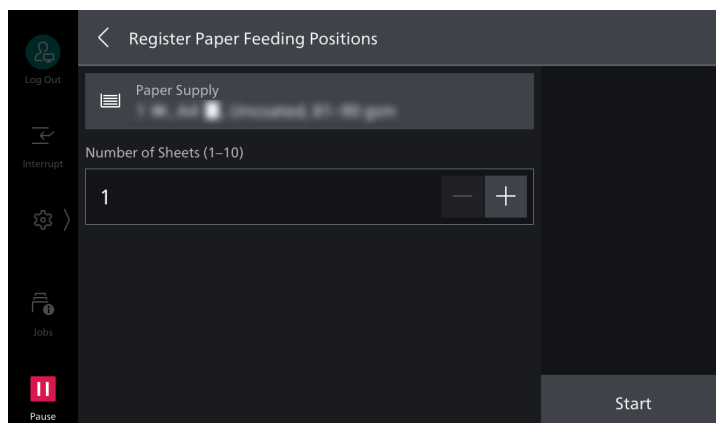 Register Paper Feeding Positions
Log Out
Paper Supply
Number of Sheets (1–10)
Interrupt
1
Jobs
Pause
Start